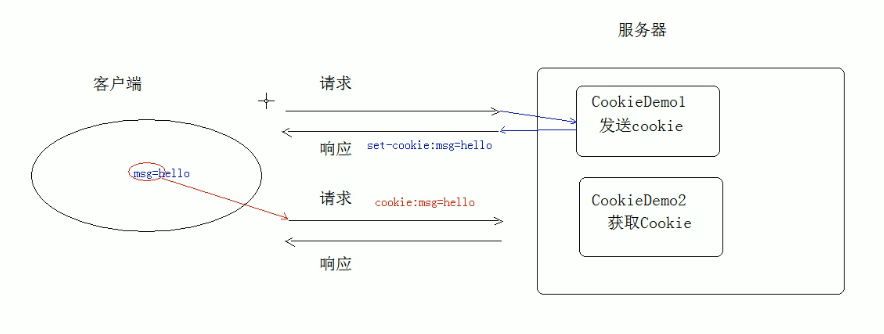 服务器
客户端
请求
CookieDemo1
发送cookie
响应
set-cookie:msg=hello
msg=hello
请求
cookie:msg=hello
CookieDemo2
获取Cookie
响应